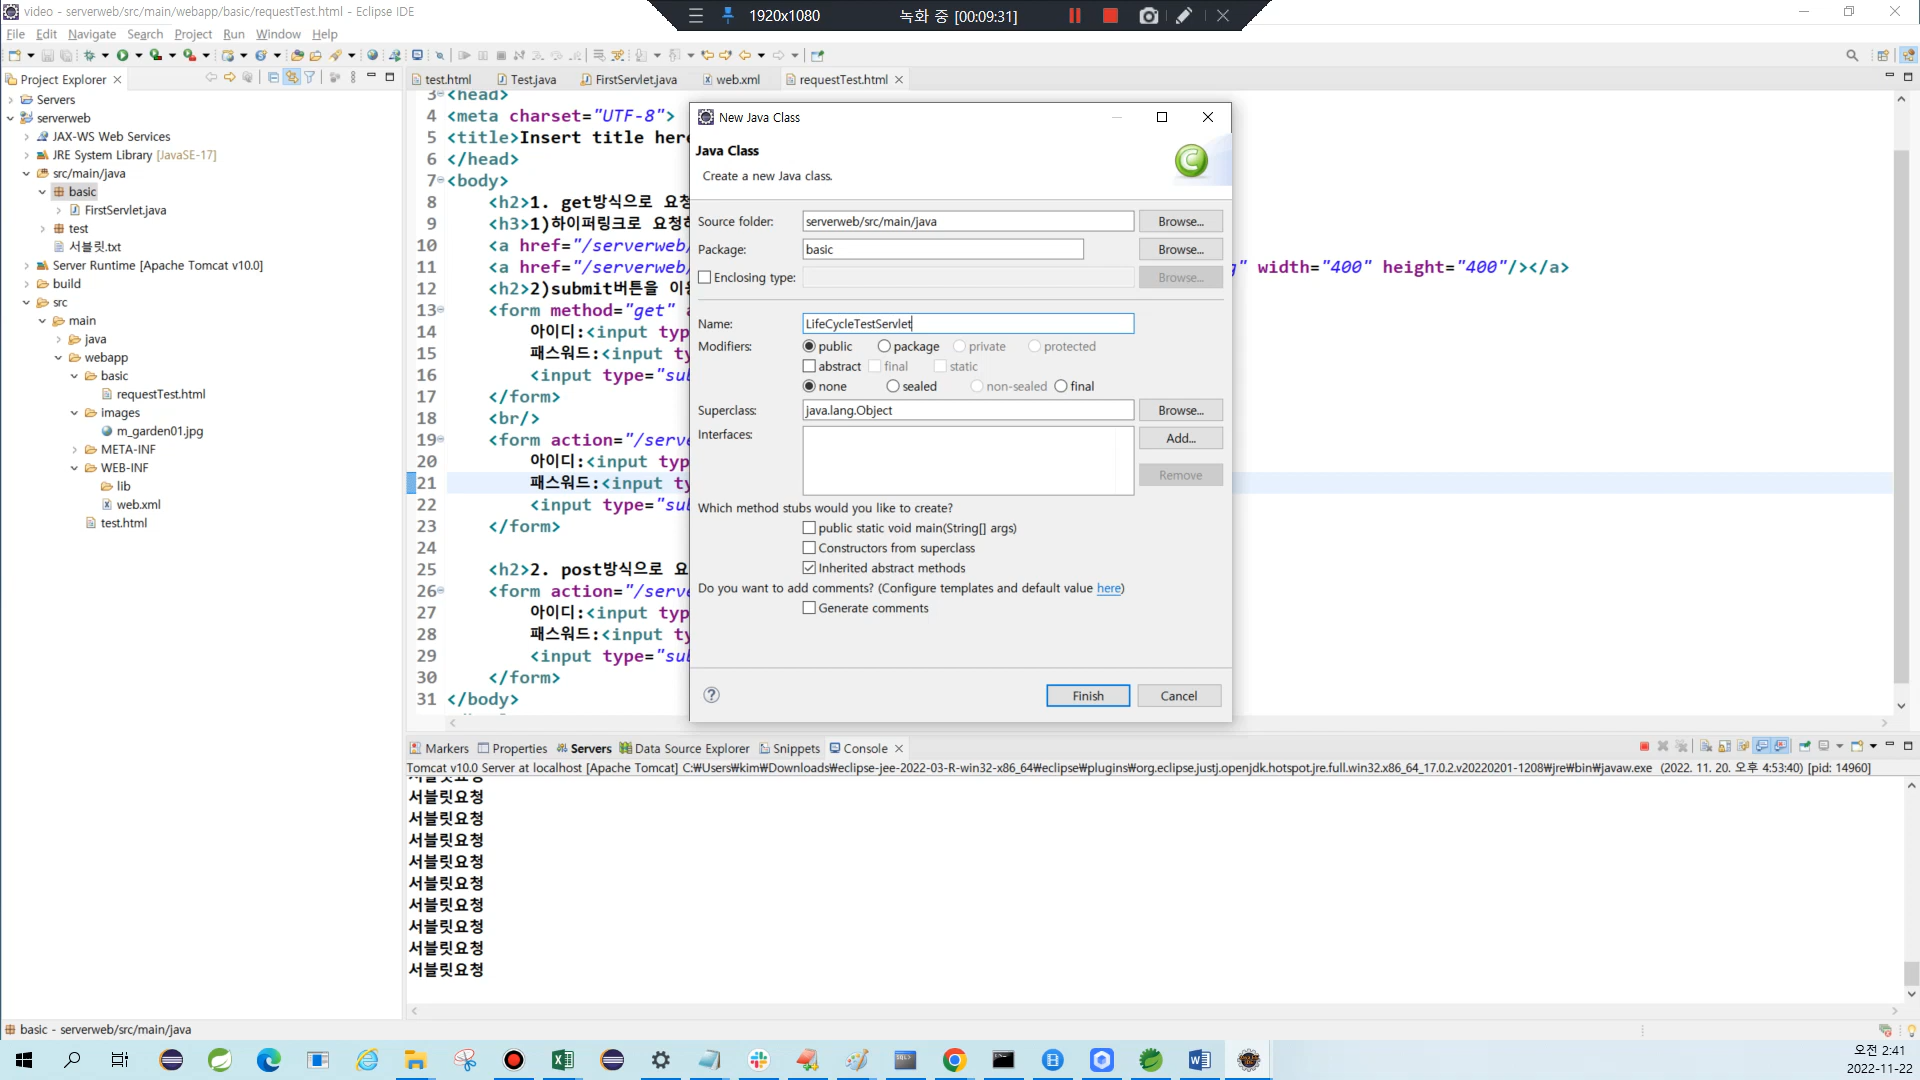 video - serverweb/src/main/webapp/basic/requestTest.html - Eclipse IDE
1920x1080
녹화 중 [00:09:31]
File Edit Navigate Search Project Run Window Help
Project Explorer
test.html Test.java FirstServlet.java web.xml requestTest.html
Servers
serverweb
JAX-WS Web Services
JRE System Library [JavaSE-17]
src/main/java
basic
FirstServlet.java
test
서블릿.txt
Server Runtime [Apache Tomcat v10.0]
build
src
main
java
webapp
basic
requestTest.html
images
m_garden01.jpg
META-INF
WEB-INF
lib
web.xml
test.html
3 <head>
4 <meta charset="UTF-8">
5 <title>Insert title here
6 </head>
7 <body>
8 <h2>1. get방식으로 요청
9 <h3>1)하이퍼링크로 요청하
10 <a href="/serverweb/
11 <a href="/serverweb/ g" width="400" height="400"/></a>
12 <h2>2)submit버튼을 이용
13 <form method="get" a
14 아이디:<input typ
15 패스워드:<input ty
16 <input type="sub
17 </form>
18 <br/>
19 <form action="/serve
20 아이디:<input typ
21 패스워드:<input ty
22 <input type="sub
23 </form>
24
25 <h2>2. post방식으로 요
26 <form action="/serve
27 아이디:<input typ
28 패스워드:<input ty
29 <input type="sub
30 </form>
31 </body>
New Java Class
Java Class
Create a new Java class.
Source folder: serverweb/src/main/java Browse...
Package: basic Browse...
Enclosing type: Browse...
Name: LifeCycleTestServlet
Modifiers: public package private protected
abstract final static
none sealed non-sealed final
Superclass: java.lang.Object Browse...
Interfaces: Add...
Remove
Which method stubs would you like to create?
public static void main(String[] args)
Constructors from superclass
Inherited abstract methods
Do you want to add comments? (Configure templates and default value here)
Generate comments
Finish Cancel
Markers Properties Servers Data Source Explorer Snippets Console
Tomcat v10.0 Server at localhost [Apache Tomcat] C:₩Users₩kim₩Downloads₩eclipse-jee-2022-03-R-win32-x86_64₩eclipse₩plugins₩org.eclipse.justj.openjdk.hotspot.jre.full.win32.x86_64_17.0.2.v20220201-1208₩jre₩bin₩javaw.exe (2022. 11. 20. 오후 4:53:40) [pid: 14960]
서블릿요청
서블릿요청
서블릿요청
서블릿요청
서블릿요청
서블릿요청
서블릿요청
서블릿요청
서블릿요청
서블릿요청
basic - serverweb/src/main/java
오전 2:41
2022-11-22